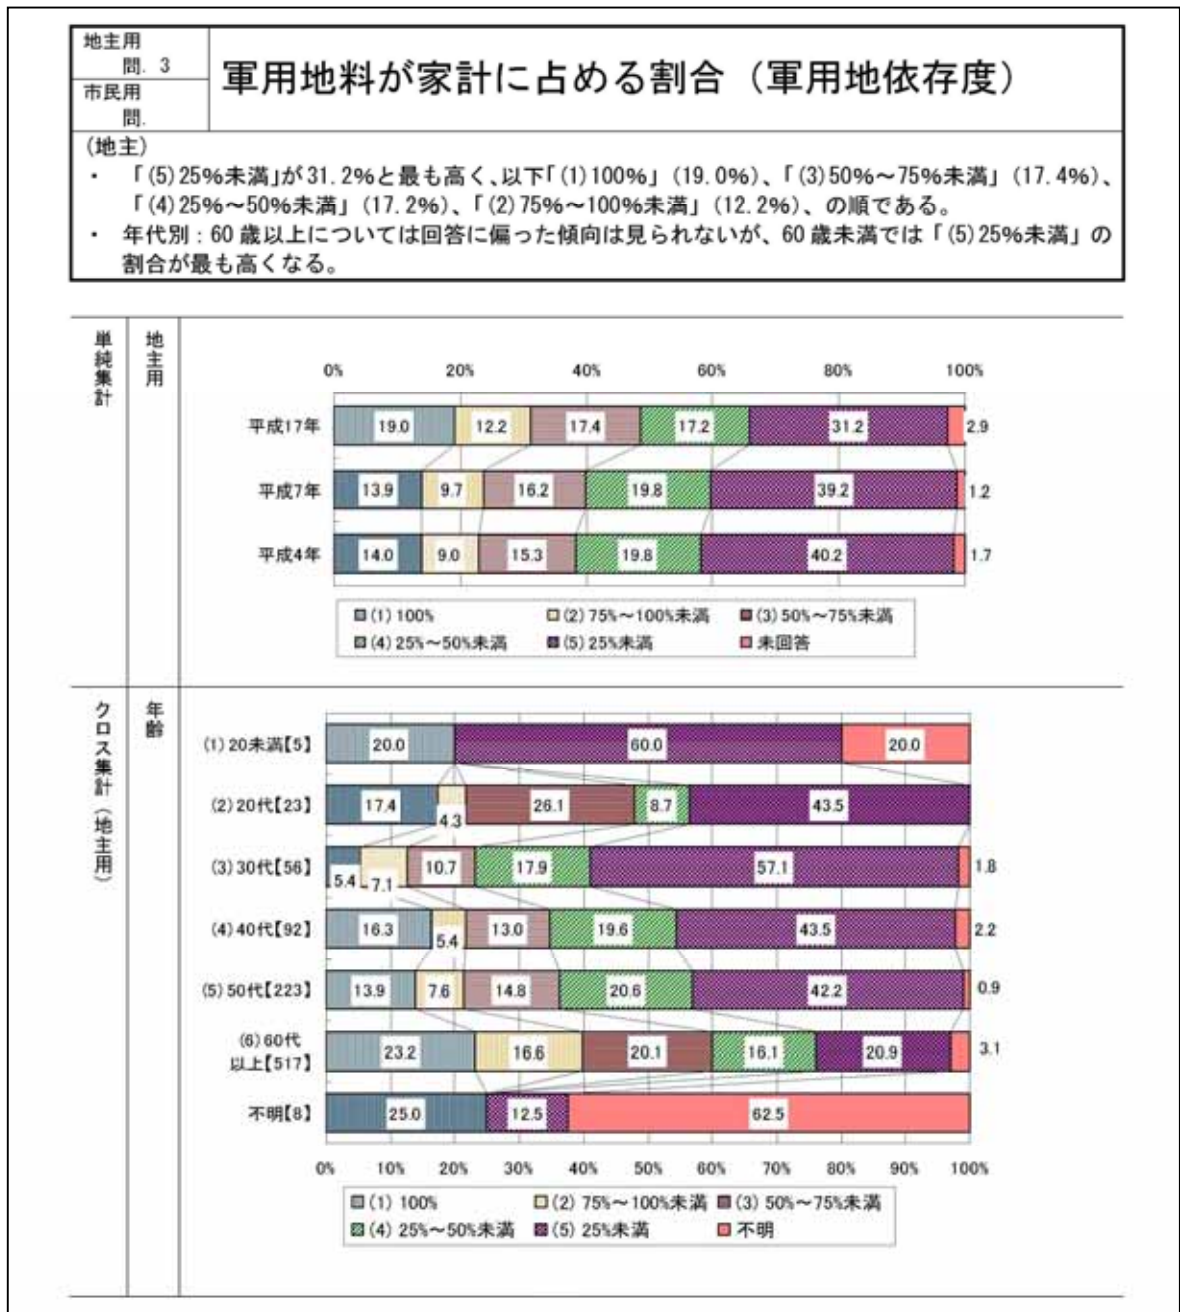 地主用
問. 3
市民用
問.
軍用地料が家計に占める割合（軍用地依存度）
(地主)
・ 「(5)25%未満」が31.2%と最も高く、以下「(1)100%」(19.0%)、「(3)50%～75%未満」(17.4%)、
「(4)25%～50%未満」(17.2%)、「(2)75%～100%未満」(12.2%)、の順である。
・ 年代別：60歳以上については回答に偏った傾向は見られないが、60歳未満では「(5)25%未満」の
割合が最も高くなる。
単純集計
地主用
0% 20% 40% 60% 80% 100%
平成17年 19.0 12.2 17.4 17.2 31.2 2.9
平成7年 13.9 9.7 16.2 19.8 39.2 1.2
平成4年 14.0 9.0 15.3 19.8 40.2 1.7
(1) 100% (2) 75%～100%未満 (3) 50%～75%未満
(4) 25%～50%未満 (5) 25%未満 未回答
クロス集計（地主用）
年齢
(1) 20未満【5】 20.0 60.0 20.0
(2) 20代【23】 17.4 4.3 26.1 8.7 43.5
(3) 30代【56】 5.4 7.1 10.7 17.9 57.1 1.8
(4) 40代【92】 16.3 5.4 13.0 19.6 43.5 2.2
(5) 50代【223】 13.9 7.6 14.8 20.6 42.2 0.9
(6) 60代
以上【517】 23.2 16.6 20.1 16.1 20.9 3.1
不明【8】 25.0 12.5 62.5
0% 10% 20% 30% 40% 50% 60% 70% 80% 90% 100%
(1) 100% (2) 75%～100%未満 (3) 50%～75%未満
(4) 25%～50%未満 (5) 25%未満 不明